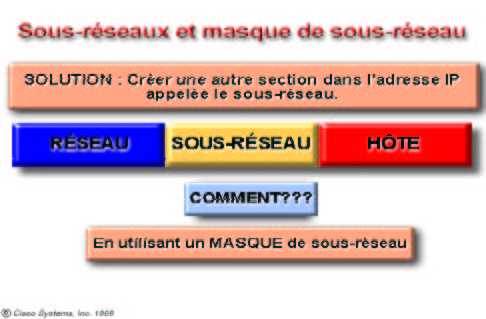 Sous-réseaux et masque de sous-réseau
SOLUTION : Créer une autre section dans l'adresse IP
appelée le sous-réseau.
RÉSEAU SOUS-RÉSEAU HÔTE
COMMENT???
En utilisant un MASQUE de sous-réseau
© Cisco Systems, Inc. 1999